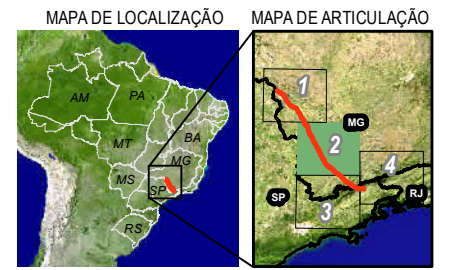 MAPA DE LOCALIZAÇÃO
MAPA DE ARTICULAÇÃO
AM
PA
MT
BA
MG
MS
SP
RS
1
MG
2
4
SP
3
RJ